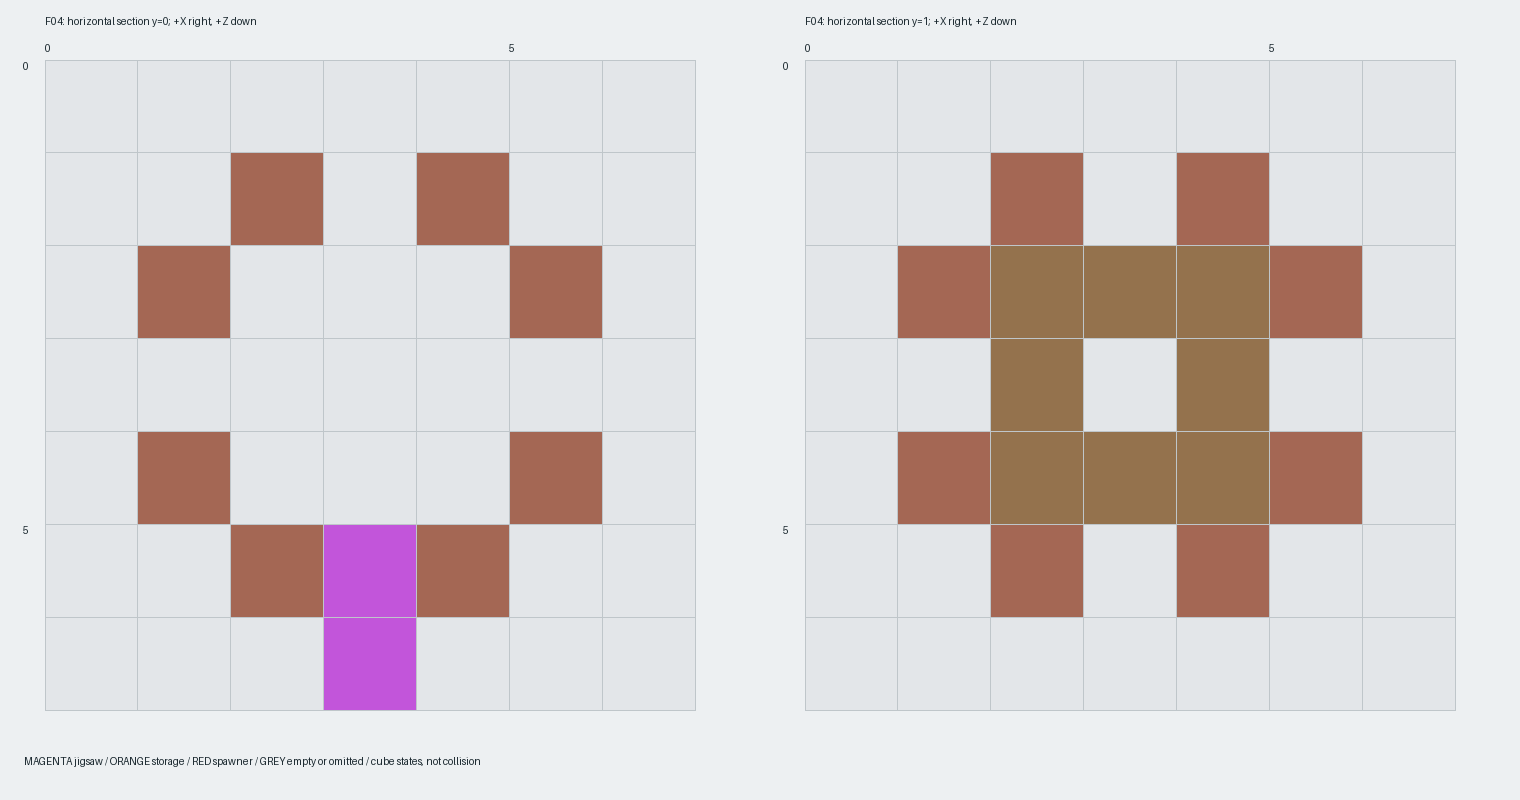 F04: horizontal section y=0; +X right, +Z down
F04: horizontal section y=1; +X right, +Z down
0 5
0 5
0
0
5
5
MAGENTA jigsaw / ORANGE storage / RED spawner / GREY empty or omitted / cube states, not collision